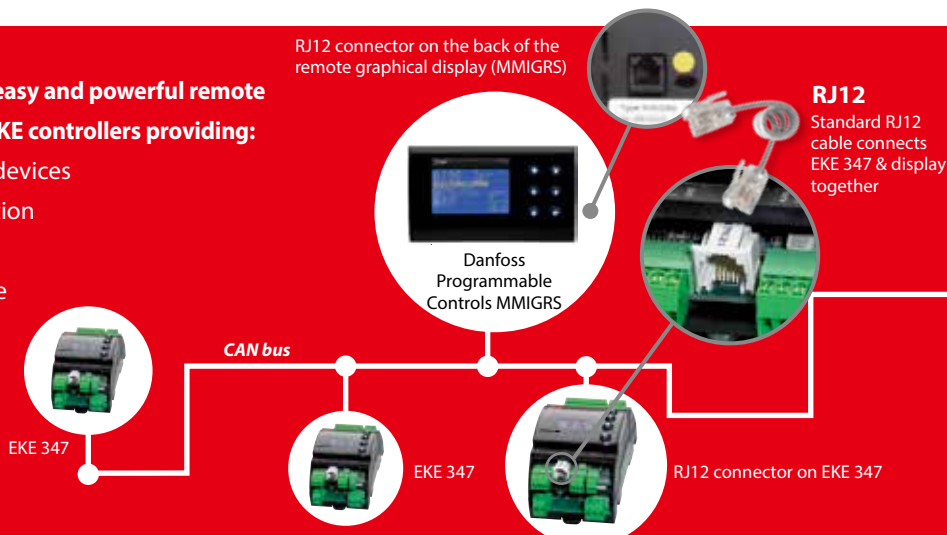 easy and powerful remote
KE controllers providing:
devices
ion
e
RJ12 connector on the back of the
remote graphical display (MMIGRS)
RJ12
Standard RJ12
cable connects
EKE 347 & display
together
Danfoss
Programmable
Controls MMIGRS
CAN bus
EKE 347
EKE 347
RJ12 connector on EKE 347